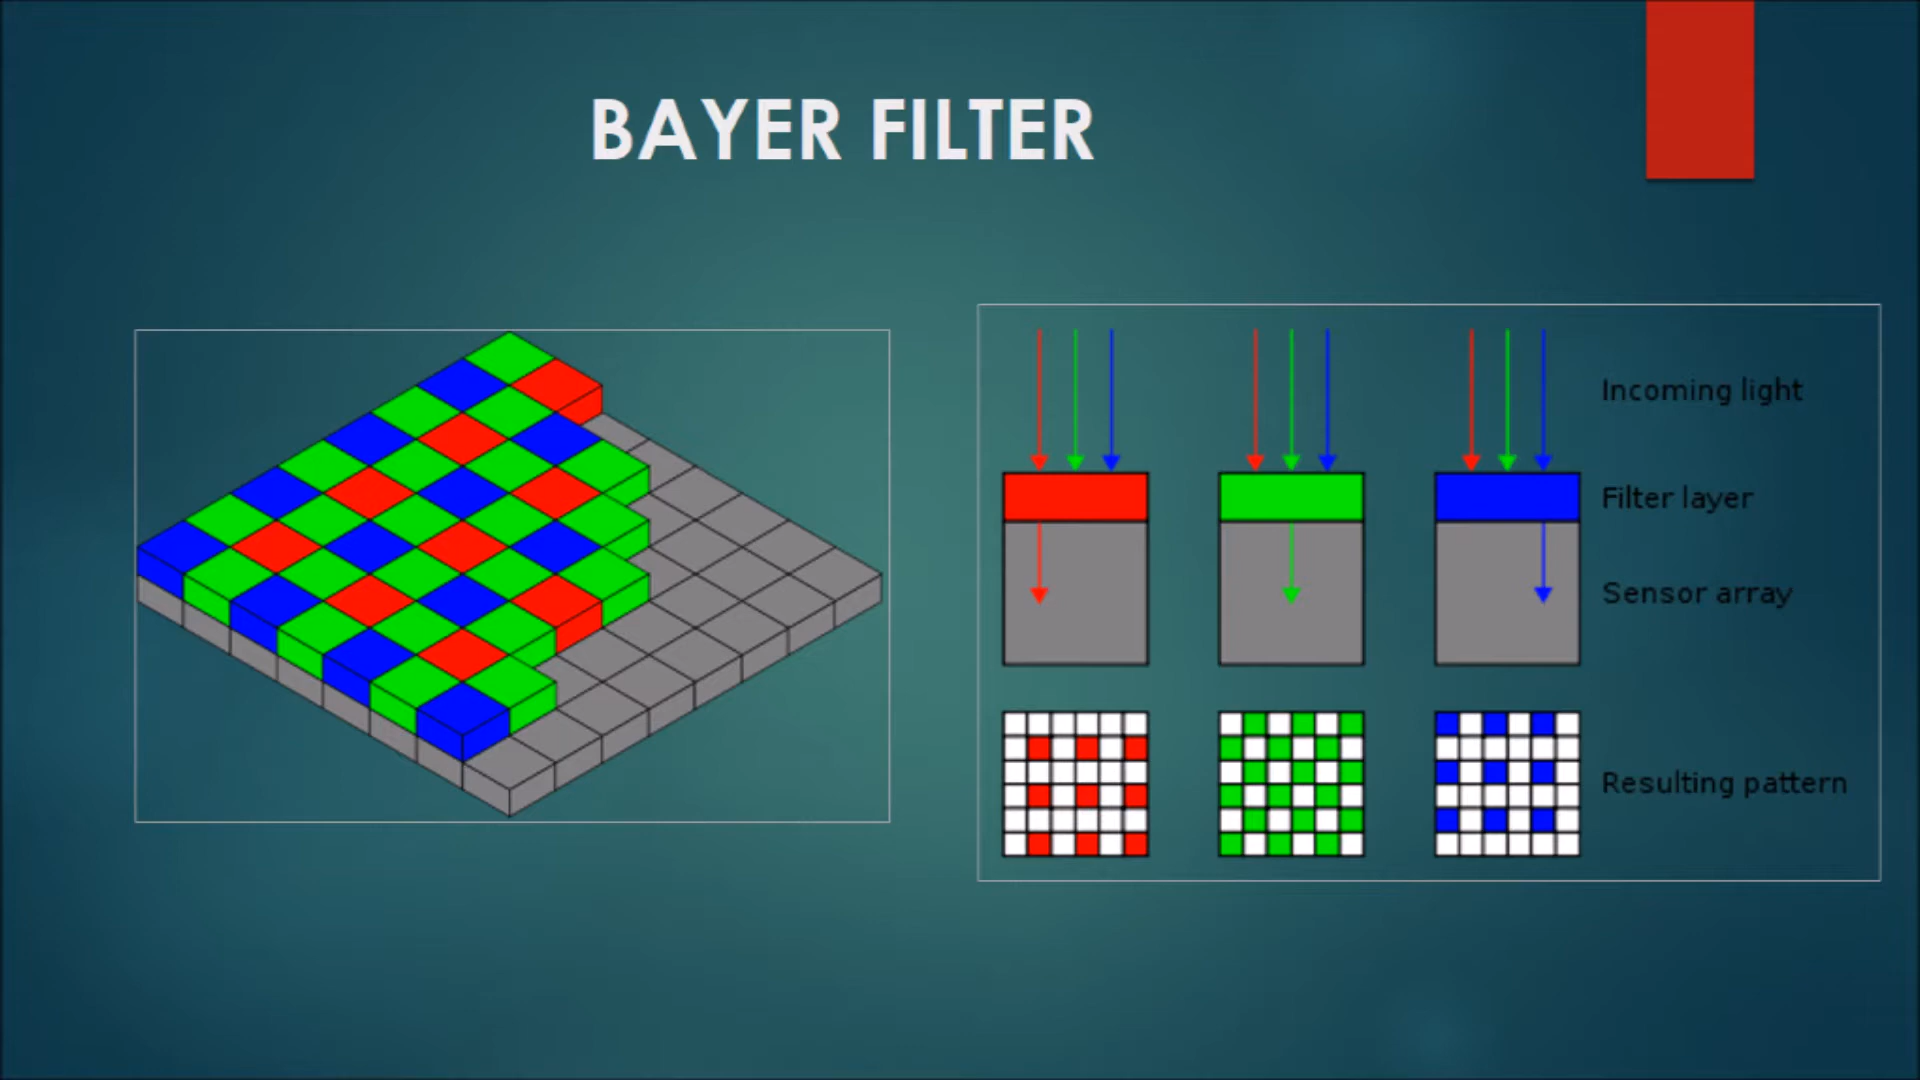 BAYER FILTER
Incoming light
Filter layer
Sensor array
Resulting pattern